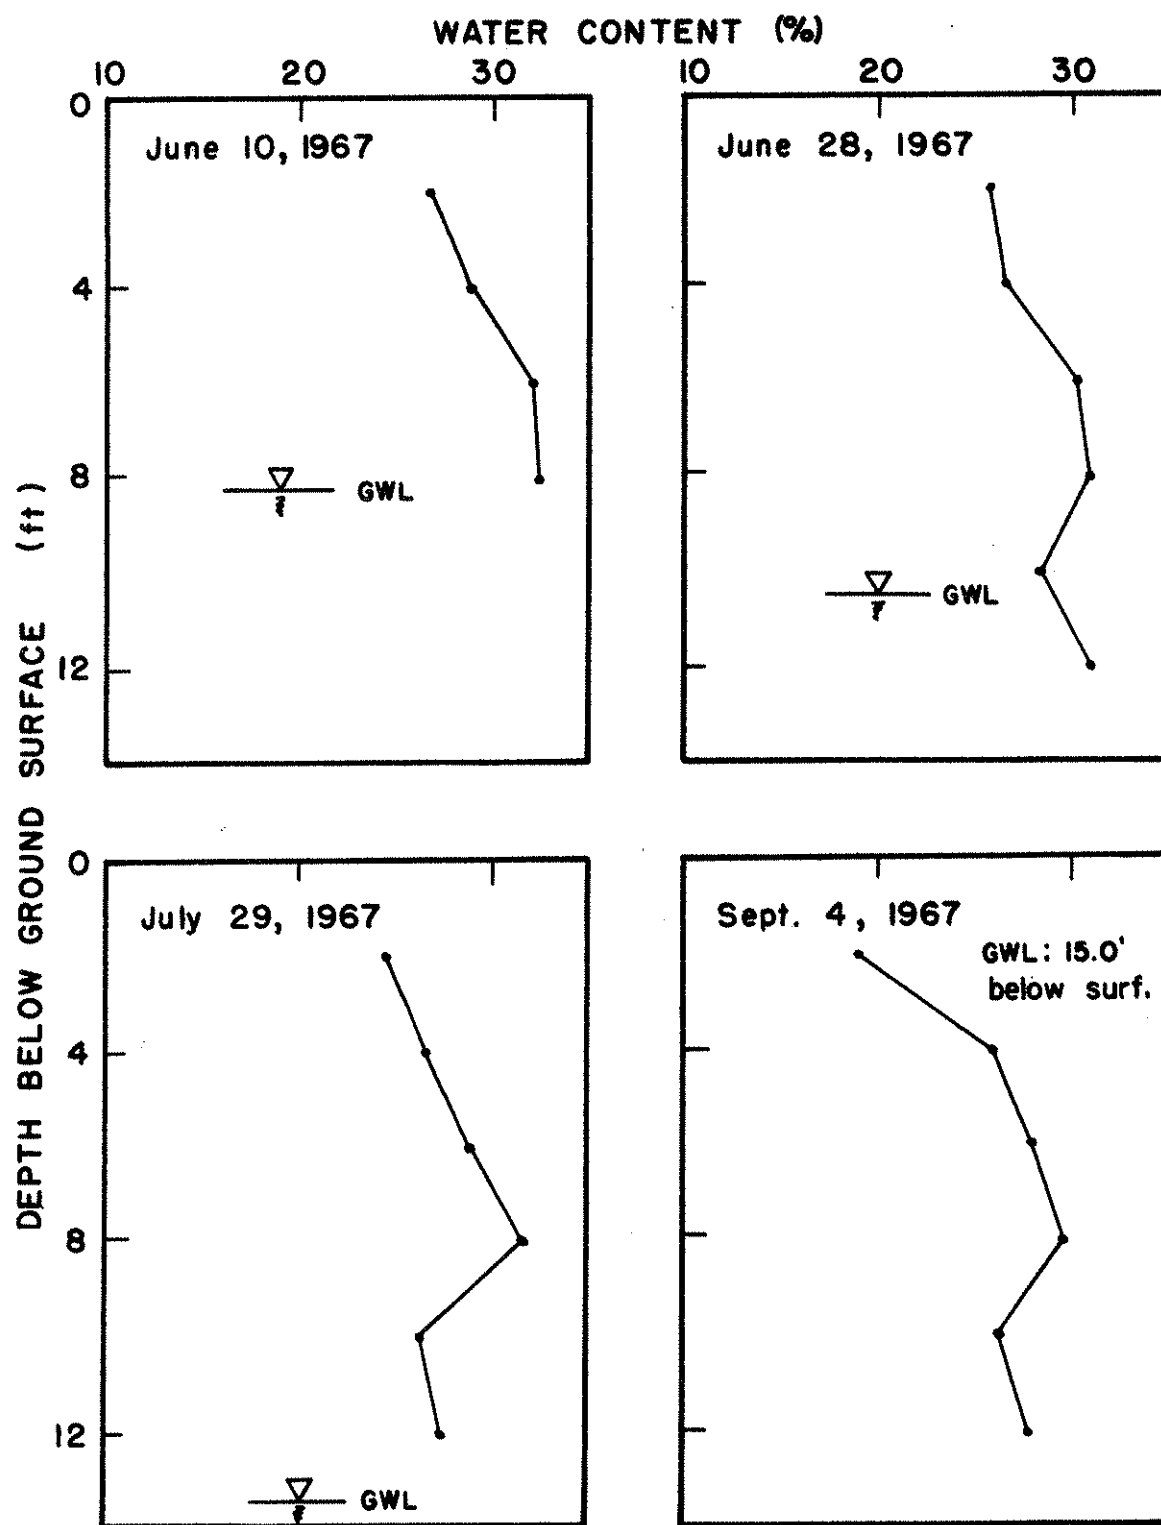 WATER CONTENT (%)
10 20 30 10 20 30
0
June 10, 1967
June 28, 1967
4
8
GWL
GWL
12
DEPTH BELOW GROUND SURFACE (ft)
0
July 29, 1967
Sept. 4, 1967
GWL: 15.0'
below surf.
4
8
12
GWL